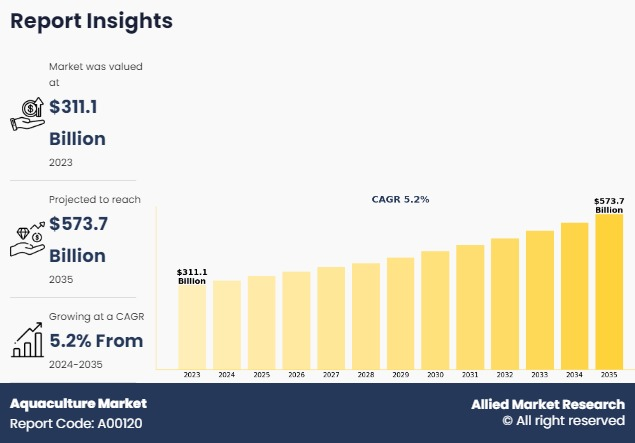 Report Insights
Market was valued
at
$311.1
Billion
2023
Projected to reach
$573.7
Billion
2035
Growing at a CAGR
5.2% From
2024-2035
CAGR 5.2%
$311.1
Billion
$573.7
Billion
2023 2024 2025 2026 2027 2028 2029 2030 2031 2032 2033 2034 2035
Aquaculture Market
Report Code: A00120
Allied Market Research
© All right reserved